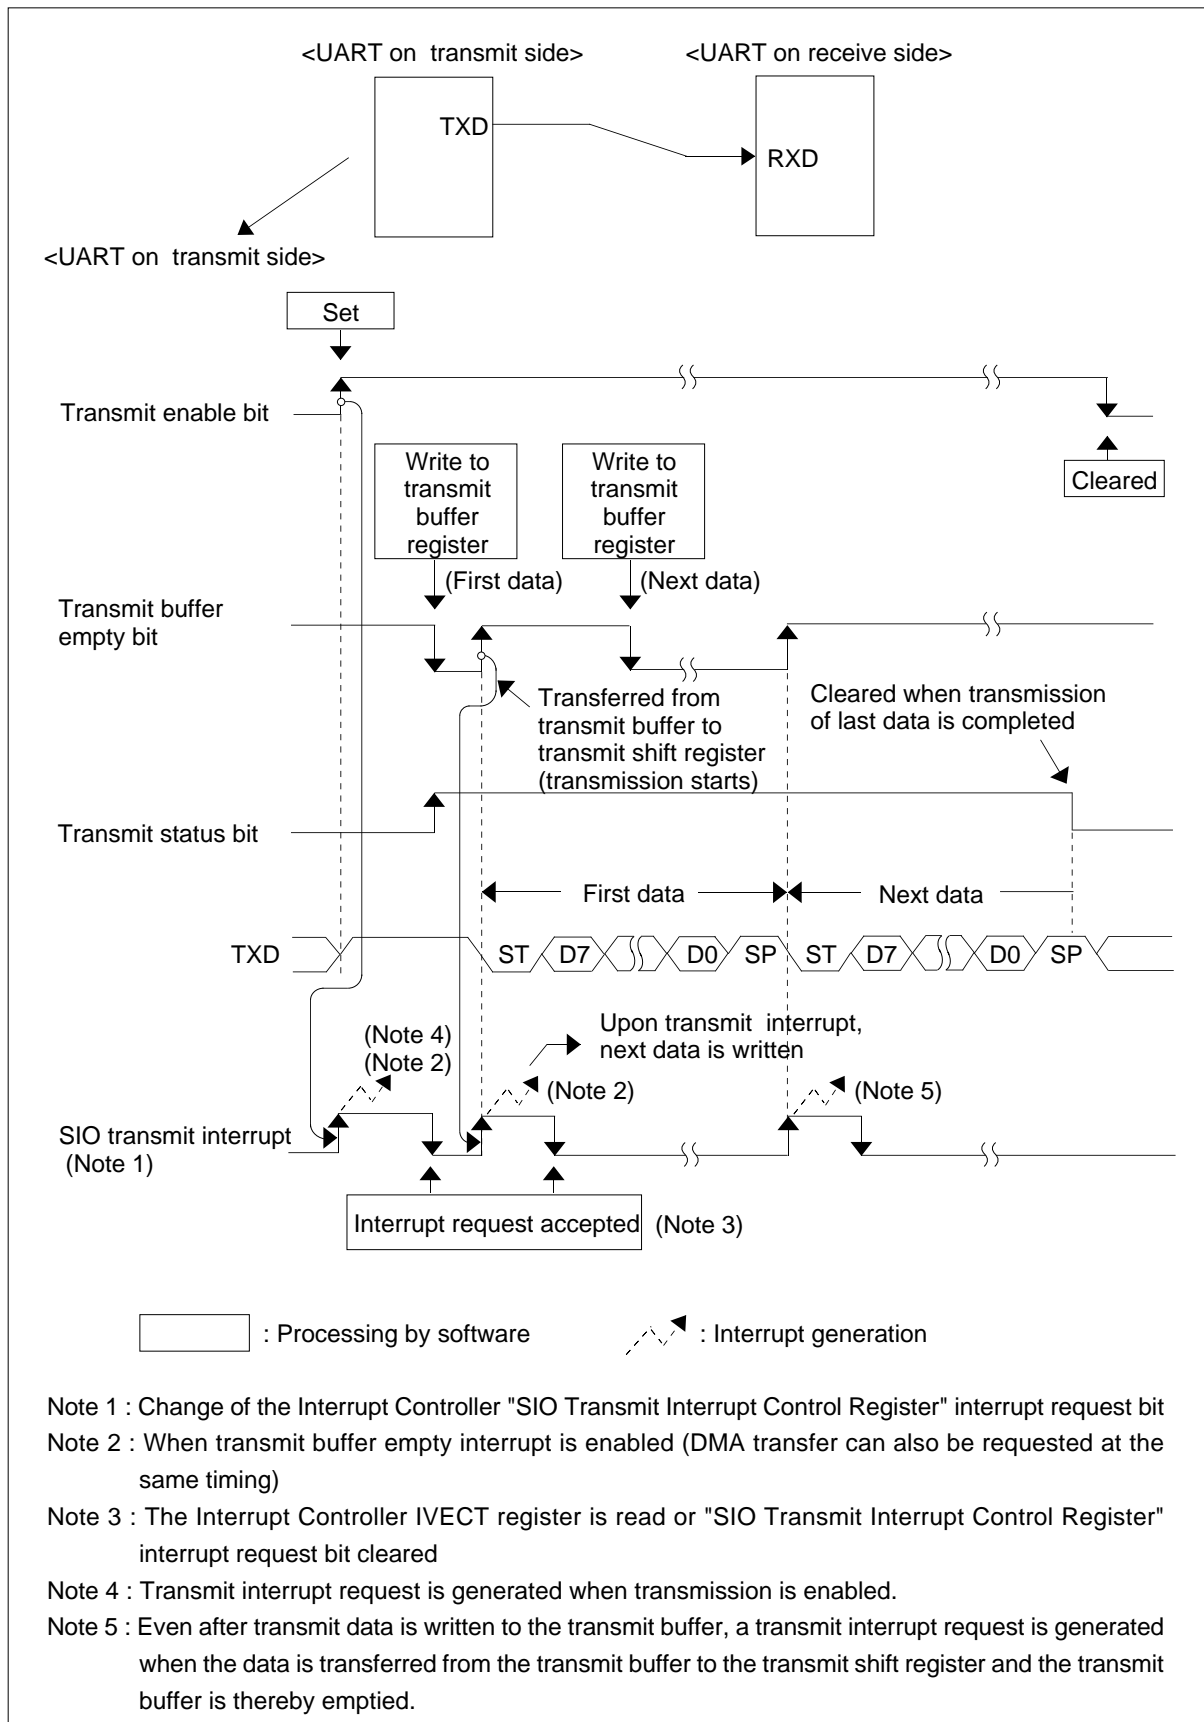 <UART on transmit side>
<UART on receive side>
TXD
RXD
<UART on transmit side>
Set
Transmit enable bit
Write to
transmit
buffer
register
Write to
transmit
buffer
register
Cleared
(First data)
(Next data)
Transmit buffer
empty bit
Transferred from
transmit buffer to
transmit shift register
(transmission starts)
Cleared when transmission
of last data is completed
Transmit status bit
First data
Next data
TXD
ST
D7
D0
SP
ST
D7
D0
SP
(Note 4)
(Note 2)
Upon transmit interrupt,
next data is written
(Note 2)
(Note 5)
SIO transmit interrupt
(Note 1)
Interrupt request accepted
(Note 3)
: Processing by software
: Interrupt generation
Note 1 : Change of the Interrupt Controller "SIO Transmit Interrupt Control Register" interrupt request bit
Note 2 : When transmit buffer empty interrupt is enabled (DMA transfer can also be requested at the
same timing)
Note 3 : The Interrupt Controller IVECT register is read or "SIO Transmit Interrupt Control Register"
interrupt request bit cleared
Note 4 : Transmit interrupt request is generated when transmission is enabled.
Note 5 : Even after transmit data is written to the transmit buffer, a transmit interrupt request is generated
when the data is transferred from the transmit buffer to the transmit shift register and the transmit
buffer is thereby emptied.